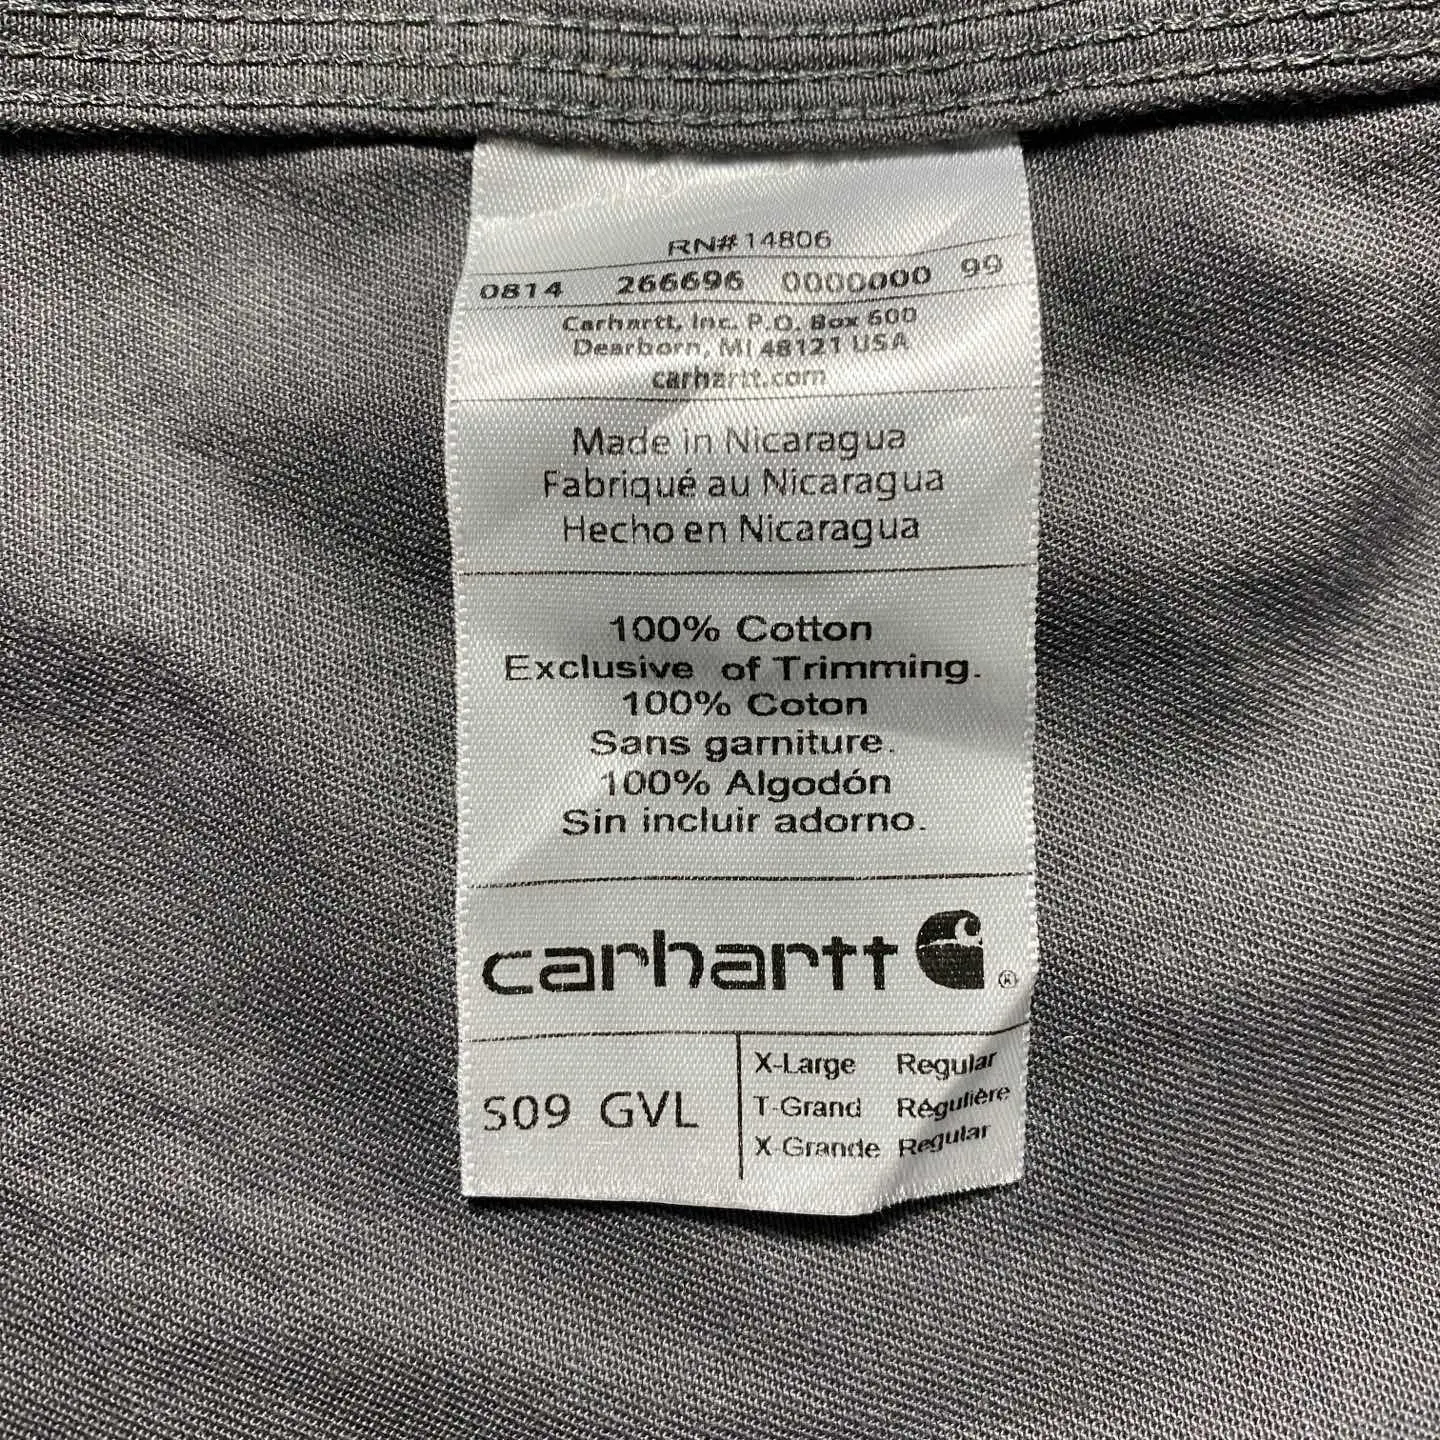 RN# 14806
0814 266696 0000000 99
Carhartt, Inc. P.O. Box 600
Dearborn, MI 48121 USA
carhartt.com
Made in Nicaragua
Fabriqué au Nicaragua
Hecho en Nicaragua
100% Cotton
Exclusive of Trimming.
100% Coton
Sans garniture.
100% Algodón
Sin incluir adorno.
carhartt ®
S09 GVL
X-Large Regular
T-Grand Régulière
X-Grande Regular